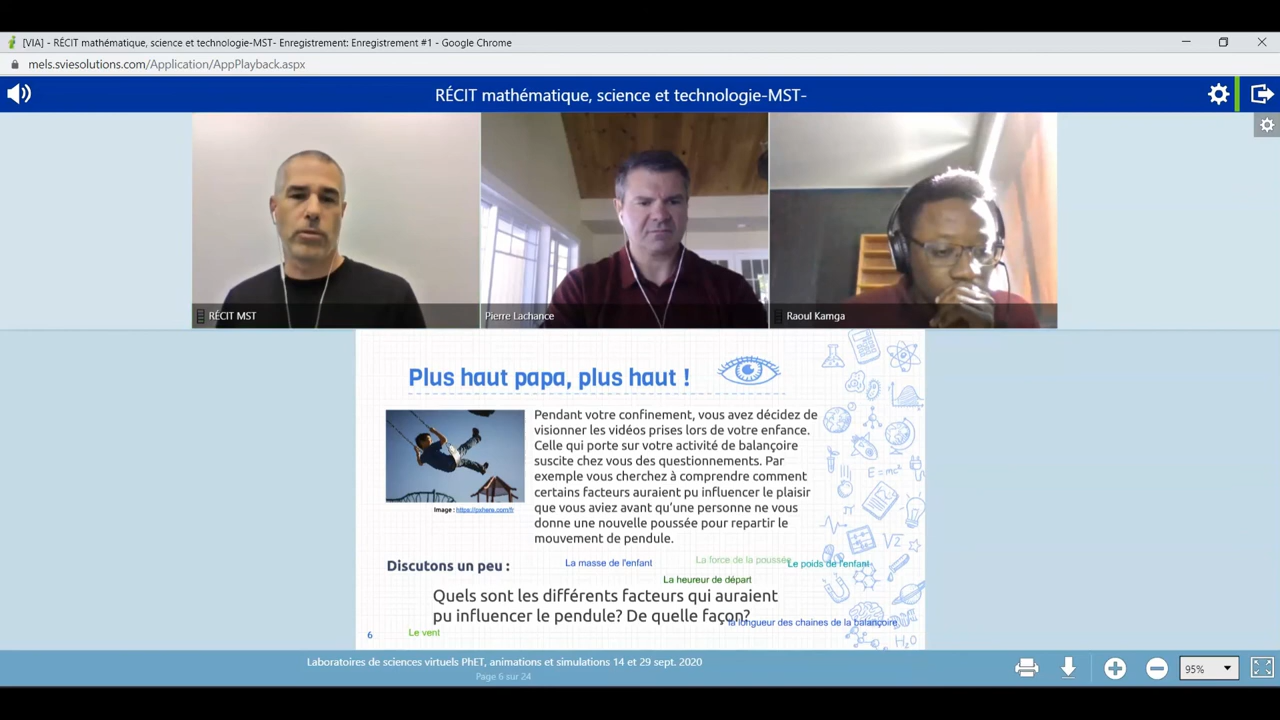 [VIA] - RÉCIT mathématique, science et technologie-MST- Enregistrement: Enregistrement #1 - Google Chrome
mels.sviesolutions.com/Application/AppPlayback.aspx
RÉCIT mathématique, science et technologie-MST-
RÉCIT MST
Pierre Lachance
Raoul Kamga
Plus haut papa, plus haut !
Pendant votre confinement, vous avez décidez de
visionner les vidéos prises lors de votre enfance.
Celle qui porte sur votre activité de balançoire
suscite chez vous des questionnements. Par
exemple vous cherchez à comprendre comment
certains facteurs auraient pu influencer le plaisir
que vous aviez avant qu'une personne ne vous
donne une nouvelle poussée pour repartir le
mouvement de pendule.
Image : https://pxhere.com/fr
Discutons un peu :
La masse de l'enfant
La force de la poussée
Le poids de l'enfant
La heureur de départ
Quels sont les différents facteurs qui auraient
pu influencer le pendule? De quelle façon?
la longueur des chaines de la balançoire
Le vent
6
E=mc²
π
√2
H₂O
Laboratoires de sciences virtuels PhET, animations et simulations 14 et 29 sept. 2020
Page 6 sur 24
95%